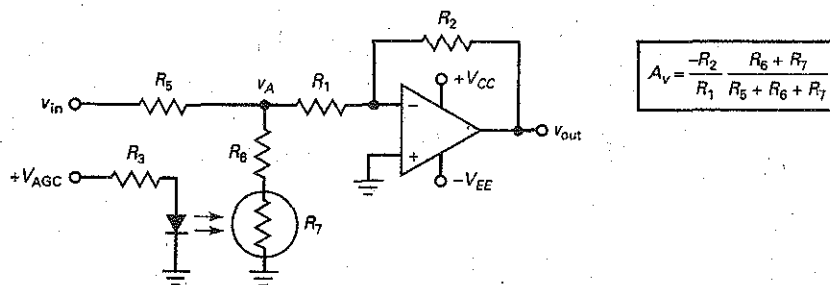 R2
R5
vA
R1
+VCC
vin
−
vout
R3
R6
+
+VAGC
−VEE
R7
Av = −R2/R1 R6 + R7/R5 + R6 + R7